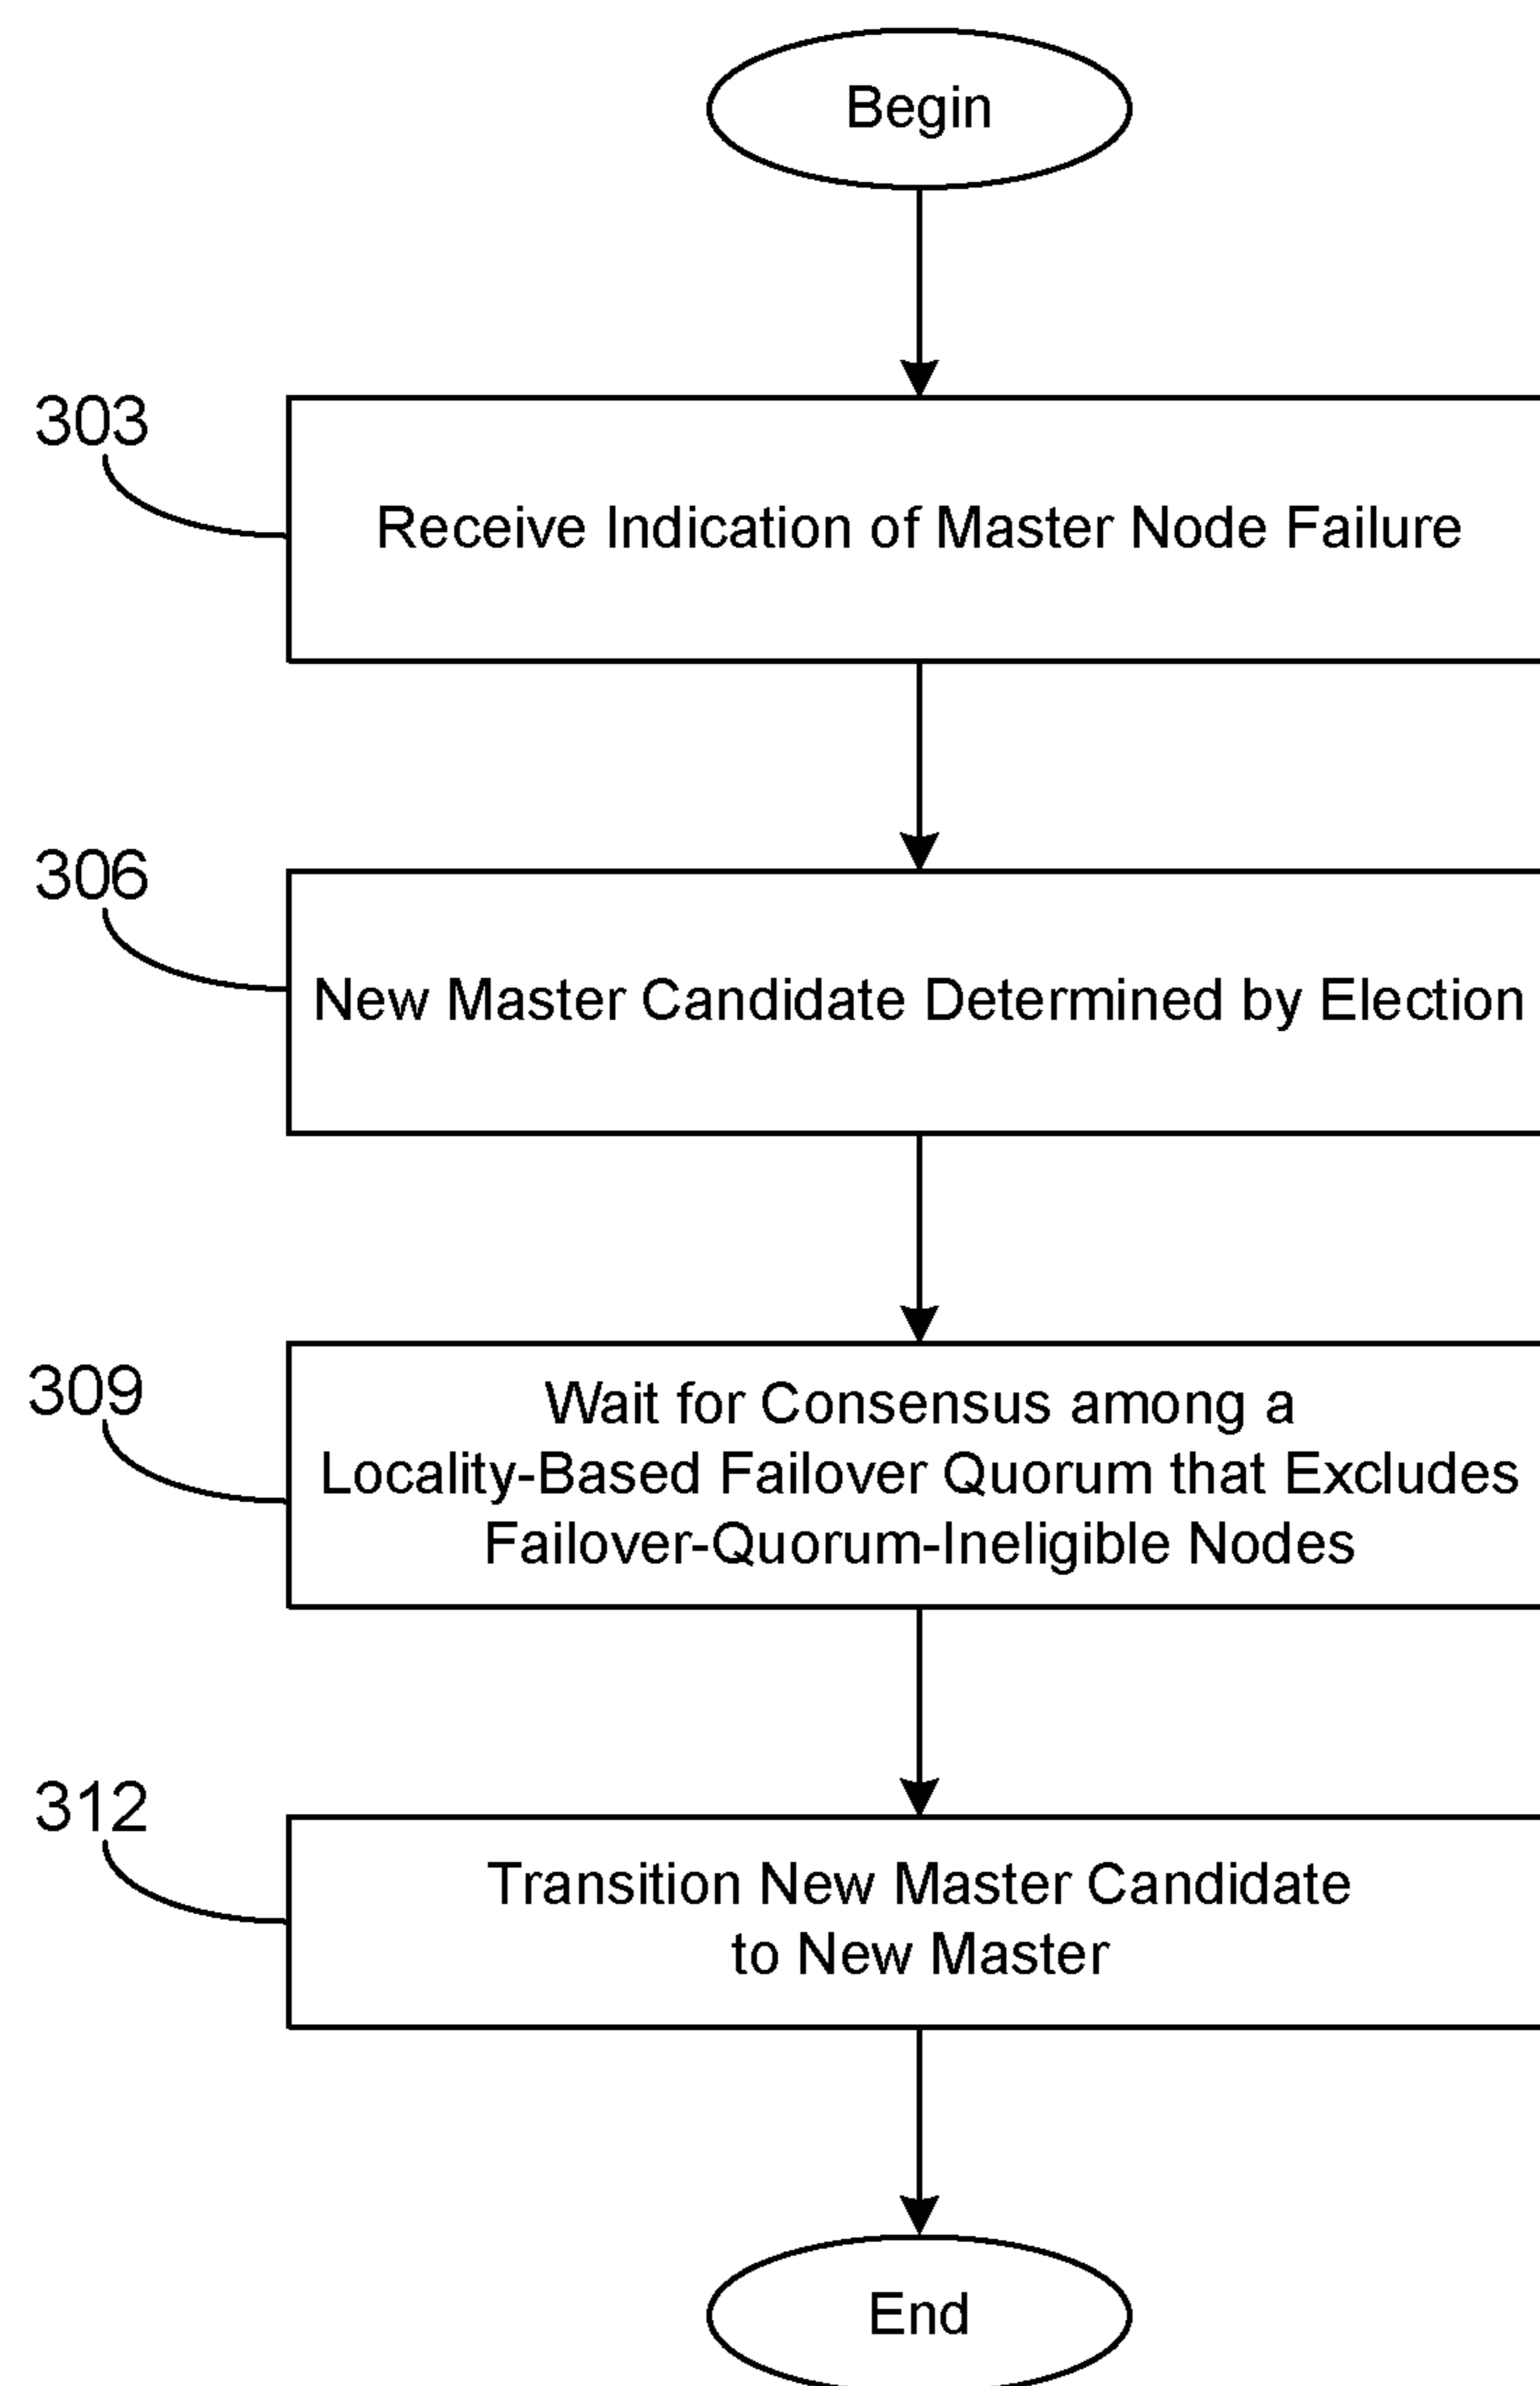 Begin
303
Receive Indication of Master Node Failure
306
New Master Candidate Determined by Election
309
Wait for Consensus among a
Locality-Based Failover Quorum that Excludes
Failover-Quorum-Ineligible Nodes
312
Transition New Master Candidate
to New Master
End